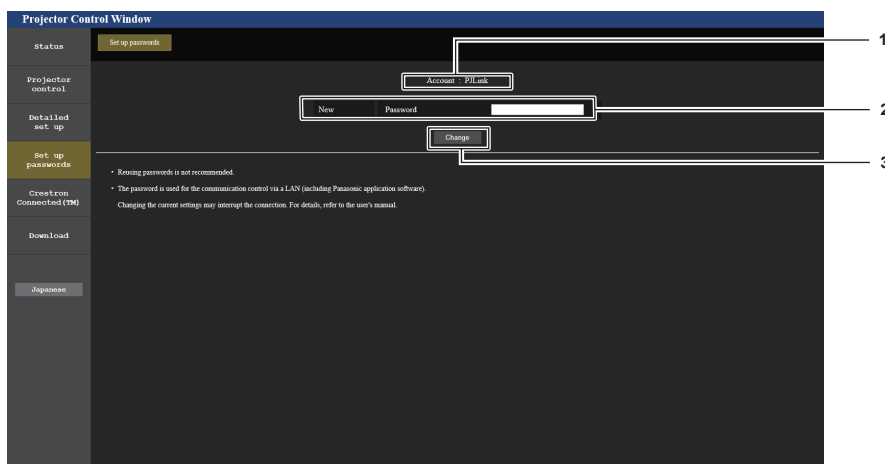 Projector Control Window
Status
Set up passwords
1
Projector
control
Account : PJLink
Detailed
set up
New Password
2
Change
Set up
passwords
3
• Reusing passwords is not recommended.
• The password is used for the communication control via a LAN (including Panasonic application software).
Changing the current settings may interrupt the connection. For details, refer to the user's manual.
Crestron
Connected(TM)
Download
Japanese